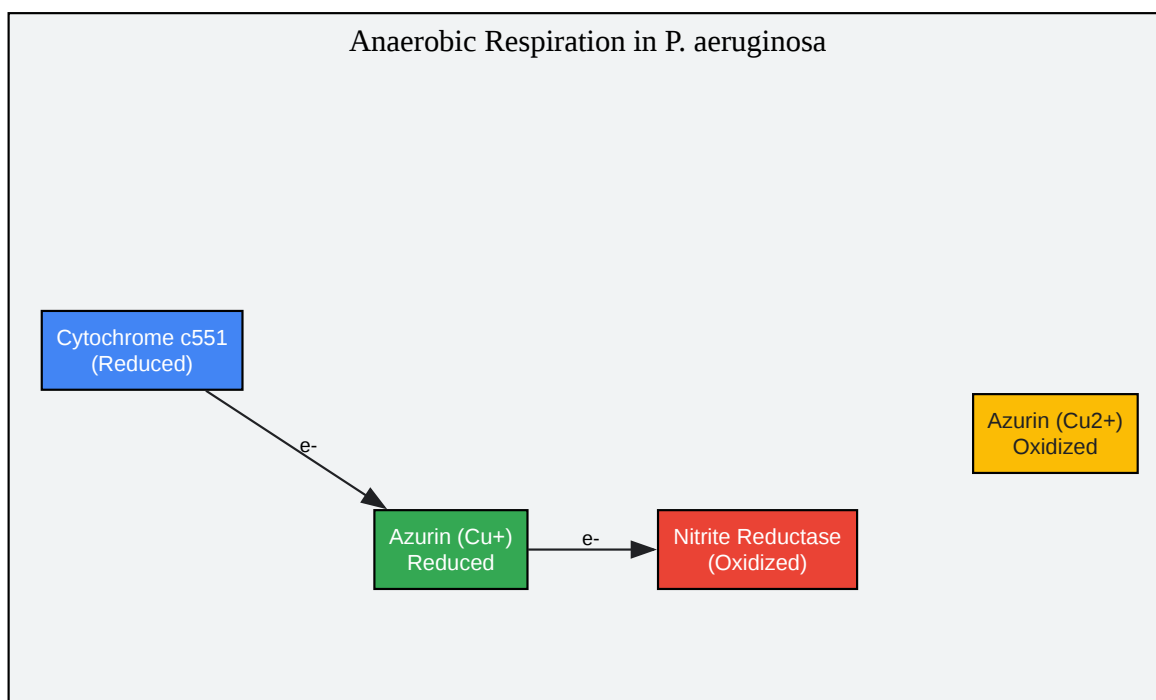 Anaerobic Respiration in P. aeruginosa
Cytochrome c551
(Reduced)
e-
Azurin (Cu+)
Reduced
e-
Nitrite Reductase
(Oxidized)
Azurin (Cu2+)
Oxidized